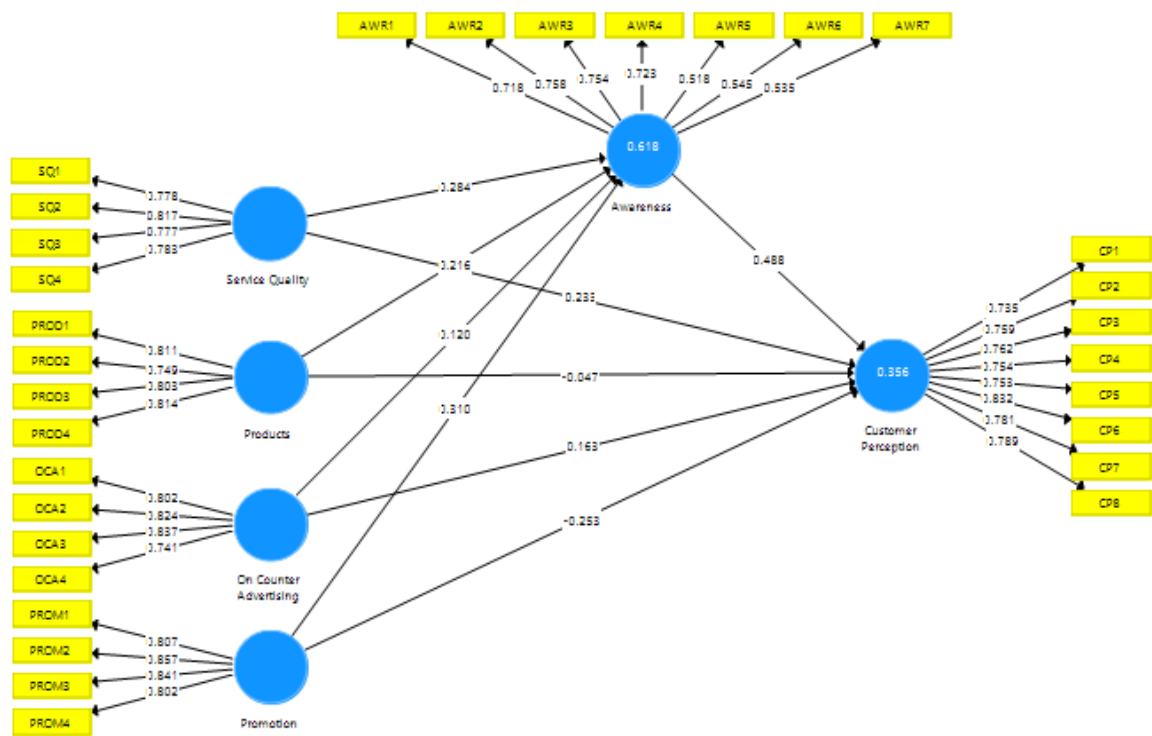 AWR1 AWR2 AWR3 AWR4 AWR5 AWR6 AWR7
0.718 0.758 0.754 0.723 0.518 0.545 0.535
0.618
Awareness
SQ1
SQ2
SQ3
SQ4
0.778
0.817
0.777
0.783
Service Quality
0.284
0.216
0.120
0.310
0.488
0.233
-0.047
0.163
-0.253
PROD1
PROD2
PROD3
PROD4
0.811
0.749
0.803
0.814
Products
OCA1
OCA2
OCA3
OCA4
0.802
0.824
0.837
0.741
On Counter
Advertising
PROM1
PROM2
PROM3
PROM4
0.807
0.857
0.841
0.802
Promotion
0.356
Customer
Perception
0.735
0.759
0.762
0.754
0.753
0.832
0.781
0.789
CP1
CP2
CP3
CP4
CP5
CP6
CP7
CP8